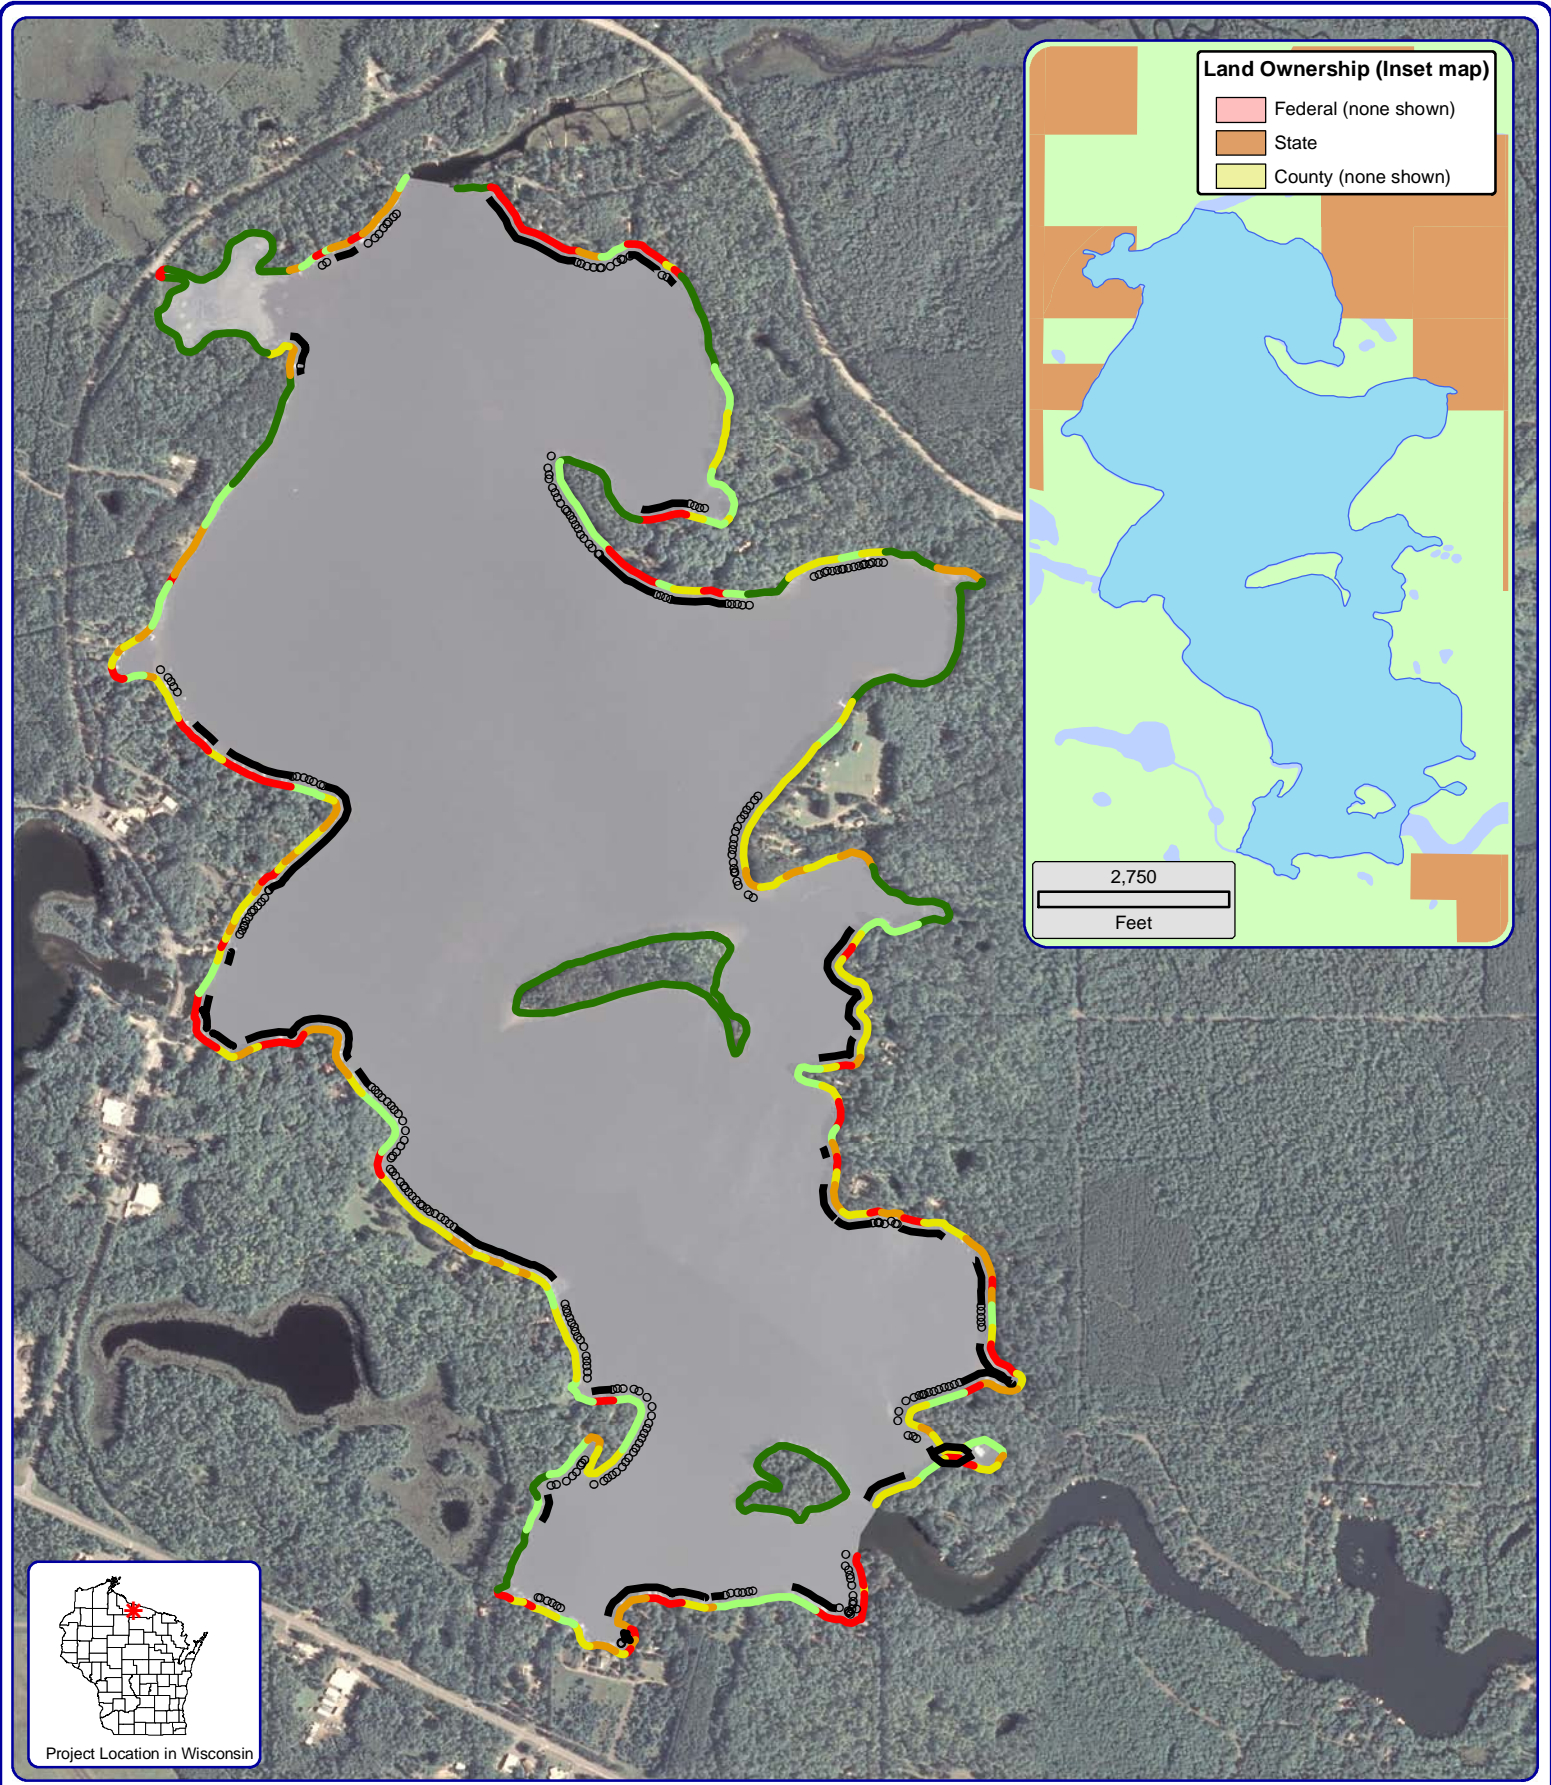 Land Ownership (Inset map)
Federal (none shown)
State
County (none shown)
2,750
Feet
Project Location in Wisconsin